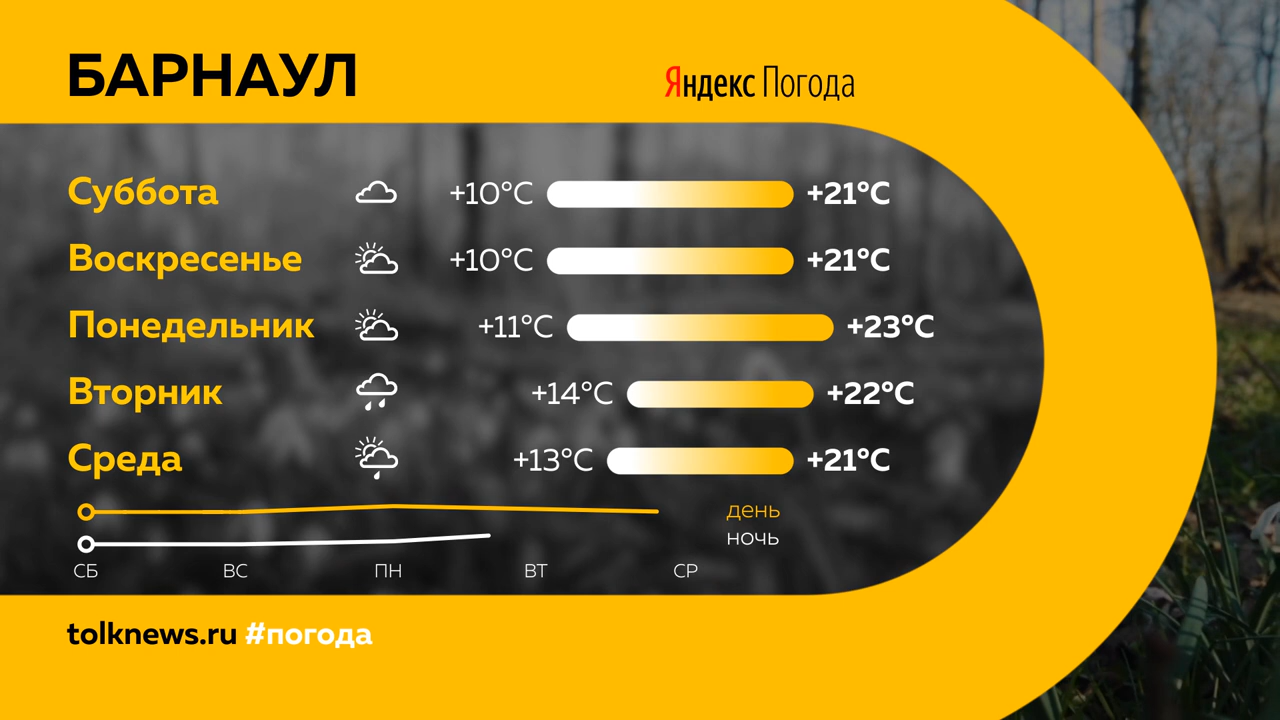 БАРНАУЛ
Яндекс Погода
Суббота +10°C +21°C
Воскресенье +10°C +21°C
Понедельник +11°C +23°C
Вторник +14°C +22°C
Среда +13°C +21°C
день
ночь
СБ ВС ПН ВТ СР
tolknews.ru #погода